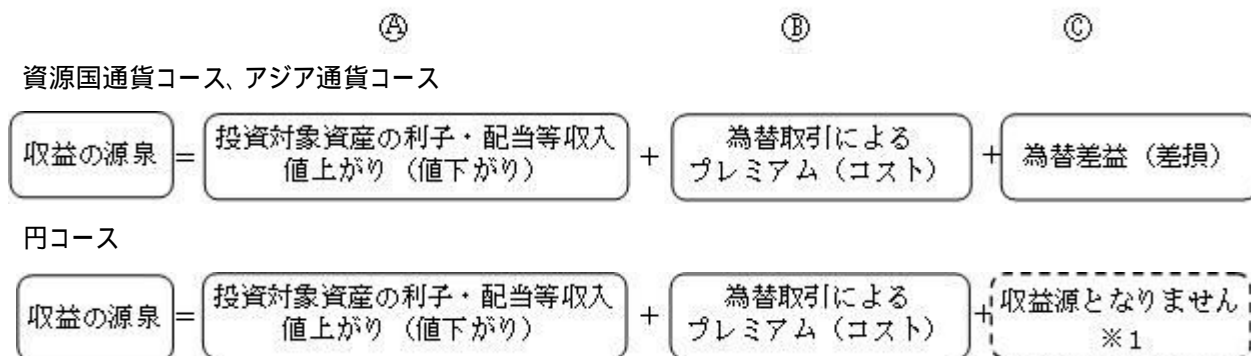 Ⓐ Ⓑ Ⓒ
資源国通貨コース、アジア通貨コース
収益の源泉 = 投資対象資産の利子・配当等収入 + 為替取引による + 為替差益（差損）
値上がり（値下がり） プレミアム（コスト）
円コース
収益の源泉 = 投資対象資産の利子・配当等収入 + 為替取引による + 収益源となりません
値上がり（値下がり） プレミアム（コスト） ※1